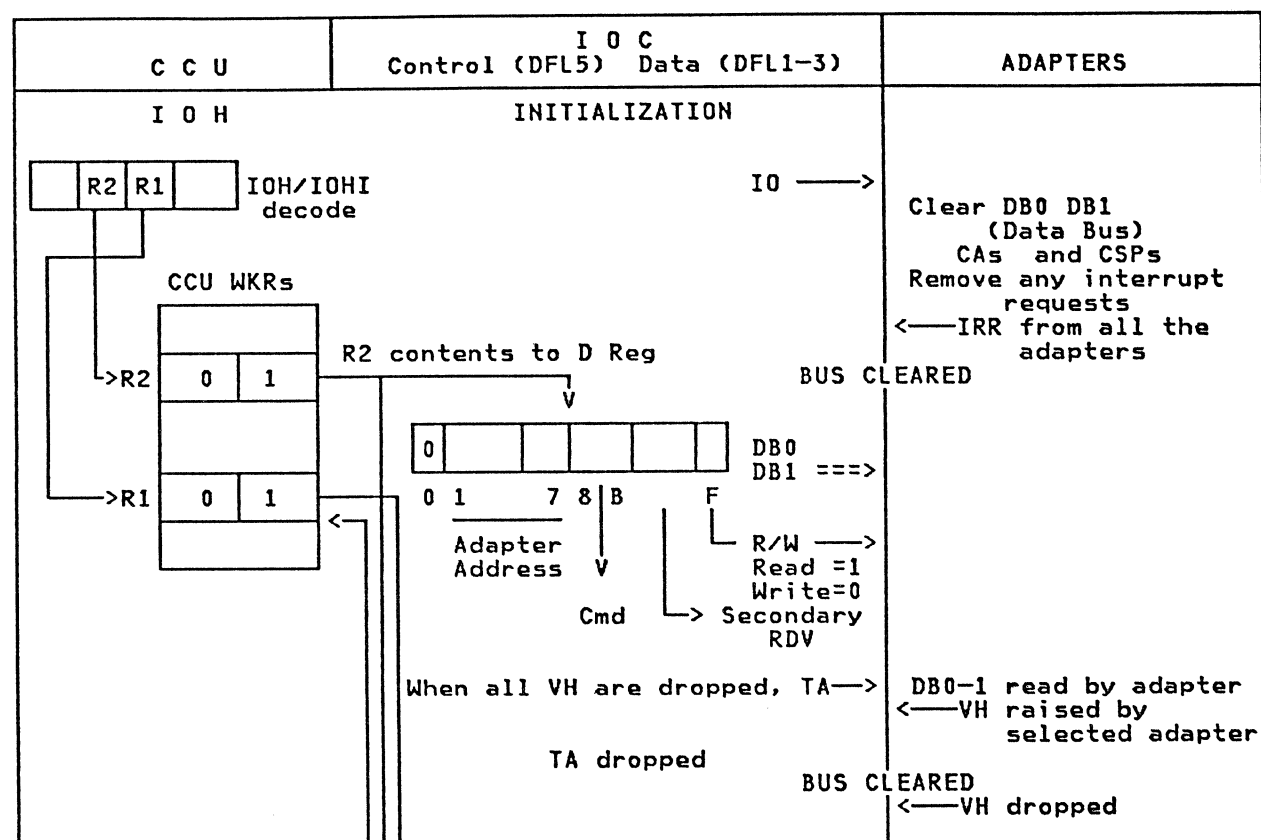 C C U
I O C
Control (DFL5) Data (DFL1-3)
ADAPTERS
I O H
INITIALIZATION
R2 R1
IOH/IOHI
decode
IO
Clear DB0 DB1
(Data Bus)
CAs and CSPs
Remove any interrupt
requests
IRR from all the
adapters
CCU WKRs
R2 contents to D Reg
BUS CLEARED
R2 0 1
V
0
DB0
DB1 ===>
R1 0 1
0 1 7 8 B F
Adapter
Address
V
R/W
Read =1
Write=0
Cmd
Secondary
RDV
When all VH are dropped, TA
DB0-1 read by adapter
VH raised by
selected adapter
TA dropped
BUS CLEARED
VH dropped